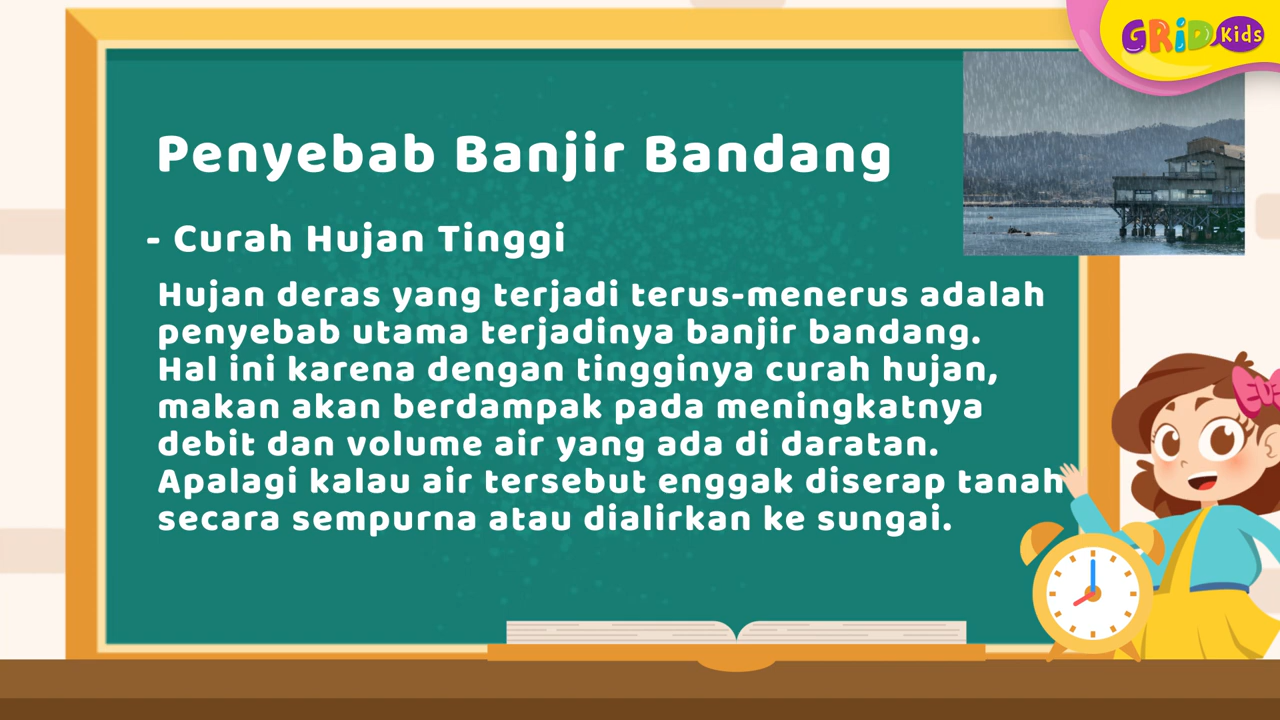 GRID Kids
Penyebab Banjir Bandang
- Curah Hujan Tinggi
Hujan deras yang terjadi terus-menerus adalah
penyebab utama terjadinya banjir bandang.
Hal ini karena dengan tingginya curah hujan,
makan akan berdampak pada meningkatnya
debit dan volume air yang ada di daratan.
Apalagi kalau air tersebut enggak diserap tanah
secara sempurna atau dialirkan ke sungai.